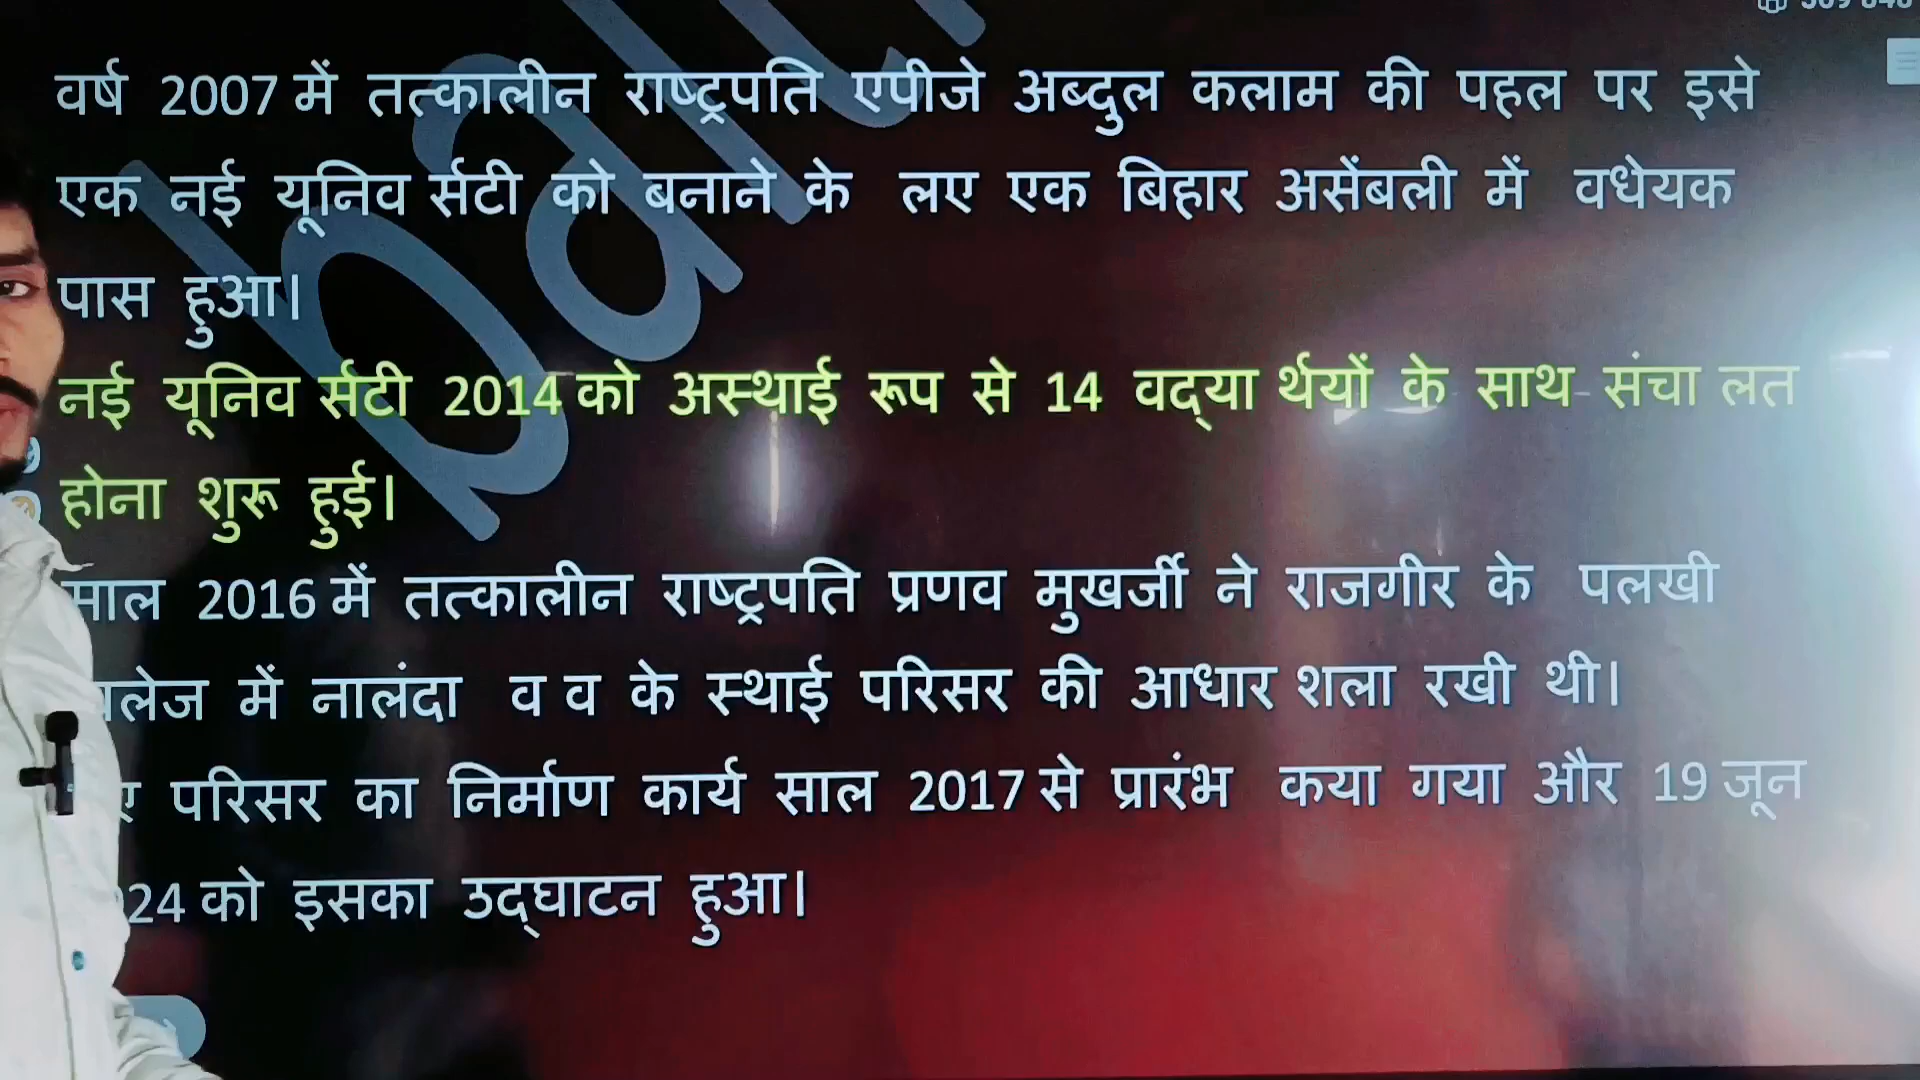 वर्ष 2007 में तत्कालीन राष्ट्रपति एपीजे अब्दुल कलाम की पहल पर इसे
एक नई यूनिव र्सटी को बनाने के लए एक बिहार असेंबली में वधेयक
पास हुआ।
नई यूनिव र्सटी 2014 को अस्थाई रूप से 14 वद्या र्थयों के साथ संचा लत
होना शुरू हुई।
साल 2016 में तत्कालीन राष्ट्रपति प्रणव मुखर्जी ने राजगीर के पलखी
में नालंदा व व के स्थाई परिसर की आधार शला रखी थी।
परिसर का निर्माण कार्य साल 2017 से प्रारंभ कया गया और 19 जून
24 को इसका उद्घाटन हुआ।